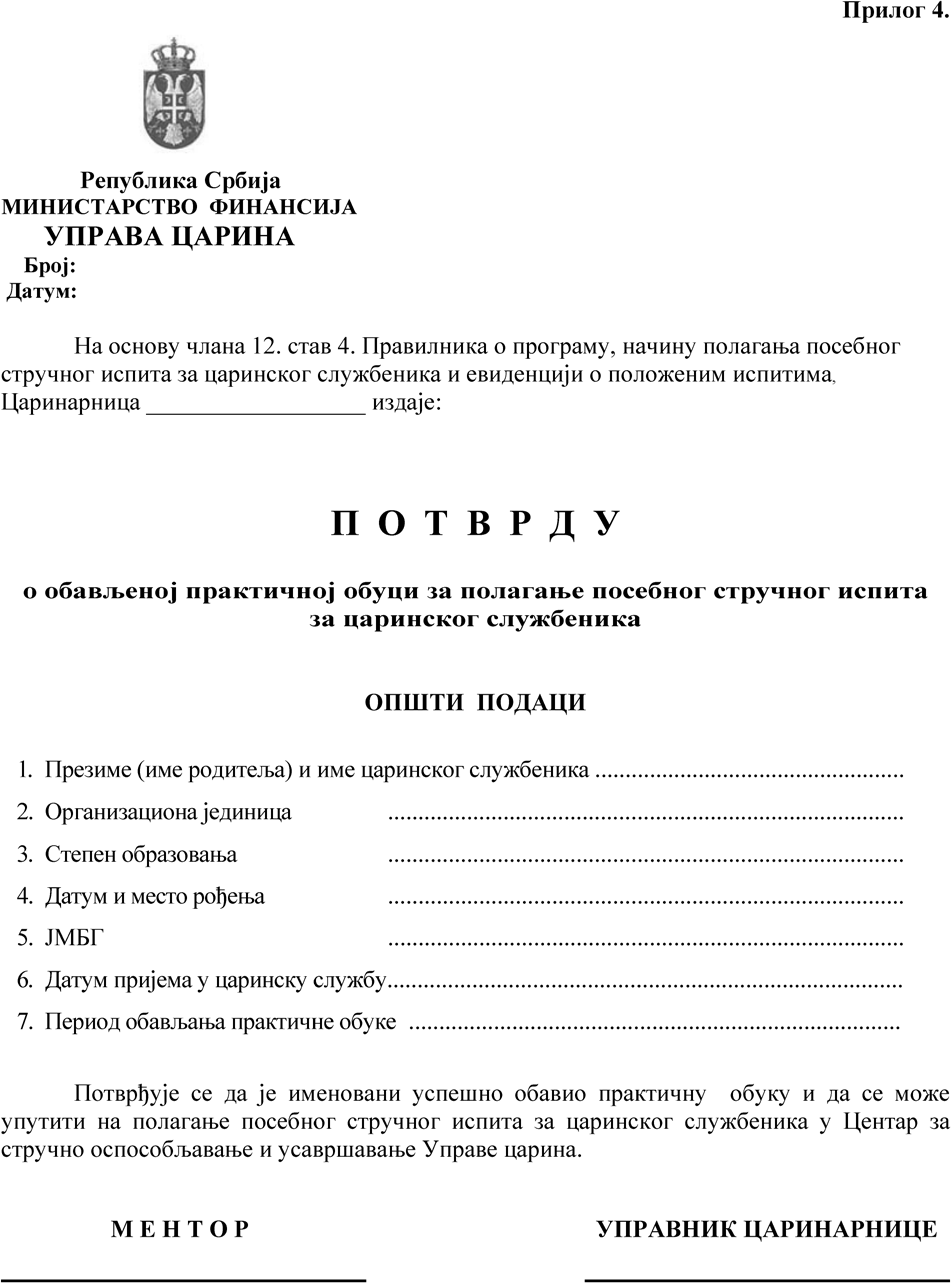 Прилог 4.
Република Србија
МИНИСТАРСТВО ФИНАНСИЈА
УПРАВА ЦАРИНА
Број:
Датум:
На основу члана 12. став 4. Правилника о програму, начину полагања посебног
стручног испита за царинског службеника и евиденцији о положеним испитима,
Царинарница __________________ издаје:
П О Т В Р Д У
о обављеној практичној обуци за полагање посебног стручног испита
за царинског службеника
ОПШТИ ПОДАЦИ
1. Презиме (име родитеља) и име царинског службеника ...................................................
2. Организациона јединица ......................................................................................
3. Степен образовања ......................................................................................
4. Датум и место рођења ......................................................................................
5. ЈМБГ ......................................................................................
6. Датум пријема у царинску службу......................................................................................
7. Период обављања практичне обуке ..................................................................................
Потврђује се да је именовани успешно обавио практичну обуку и да се може
упутити на полагање посебног стручног испита за царинског службеника у Центар за
стручно оспособљавање и усавршавање Управе царина.
М Е Н Т О Р УПРАВНИК ЦАРИНАРНИЦЕ